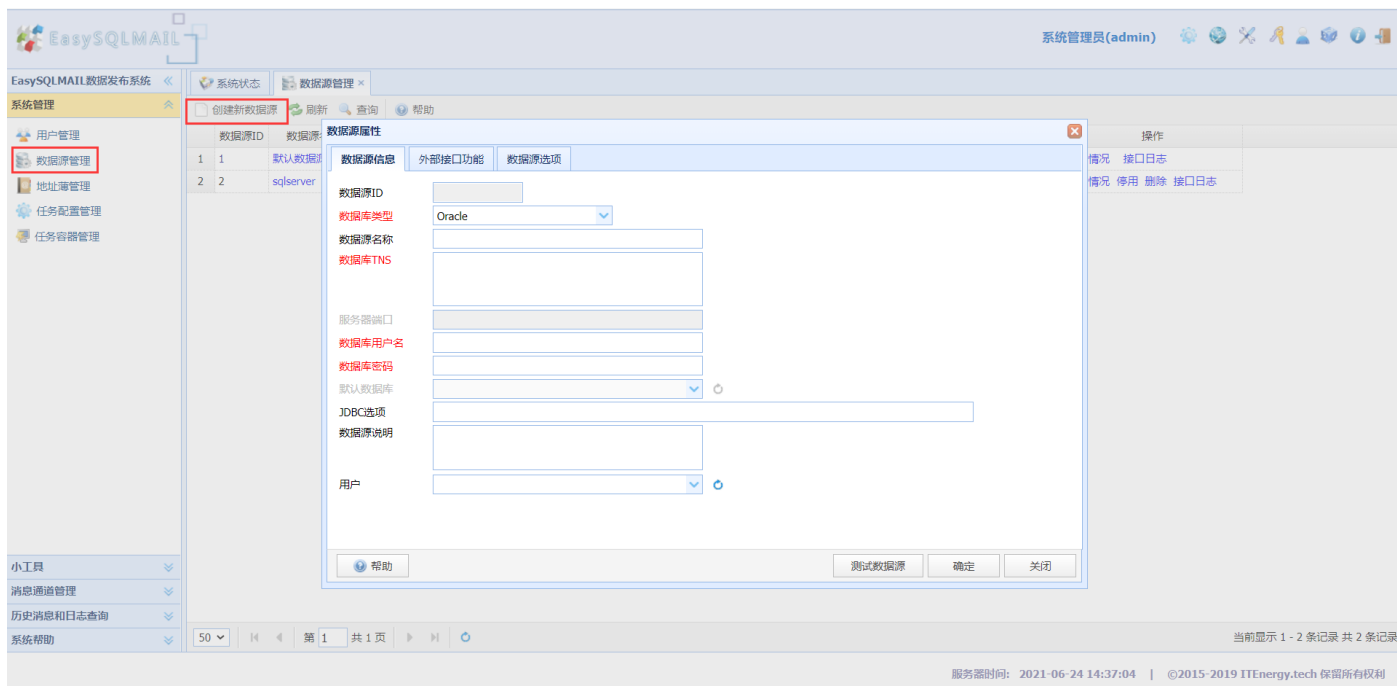 EasySQLMAIL
系统管理员(admin)
EasySQLMAIL数据发布系统
系统状态
数据源管理
系统管理
创建新数据源 刷新 查询 帮助
用户管理
数据源管理
地址薄管理
任务配置管理
任务容器管理
数据源ID 数据源 操作
1 1 默认数据源 情况 接口日志
2 2 sqlserver 情况 停用 删除 接口日志
数据源属性
数据源信息 外部接口功能 数据源选项
数据源ID
数据库类型 Oracle
数据源名称
数据库TNS
服务器端口
数据库用户名
数据库密码
默认数据库
JDBC选项
数据源说明
用户
帮助 测试数据源 确定 关闭
小工具
消息通道管理
历史消息和日志查询
系统帮助
50 第 1 共 1 页
当前显示 1 - 2 条记录 共 2 条记录
服务器时间: 2021-06-24 14:37:04 | ©2015-2019 ITEnergy.tech 保留所有权利